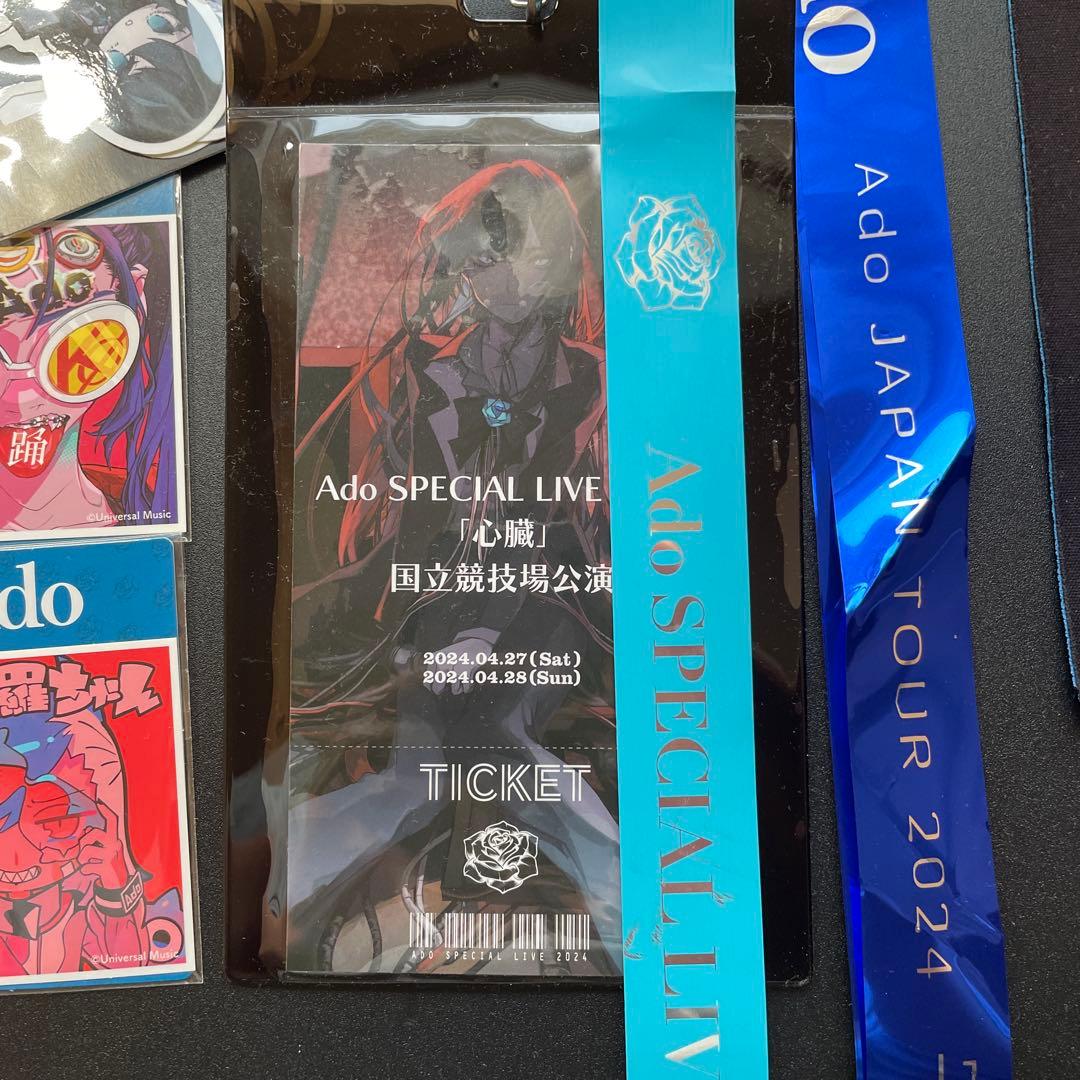 踊
©Universal Music
do
羅
©Universal Music
Ado
Ado SPECIAL LIVE
「心臓」
国立競技場公演
2024.04.27(Sat)
2024.04.28(Sun)
TICKET
ADO SPECIAL LIVE 2024
Ado SPECIAL LIV
Ado JAPAN TOUR 2024